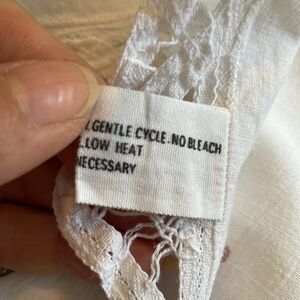 GENTLE CYCLE. NO BLEACH
LOW HEAT
NECESSARY